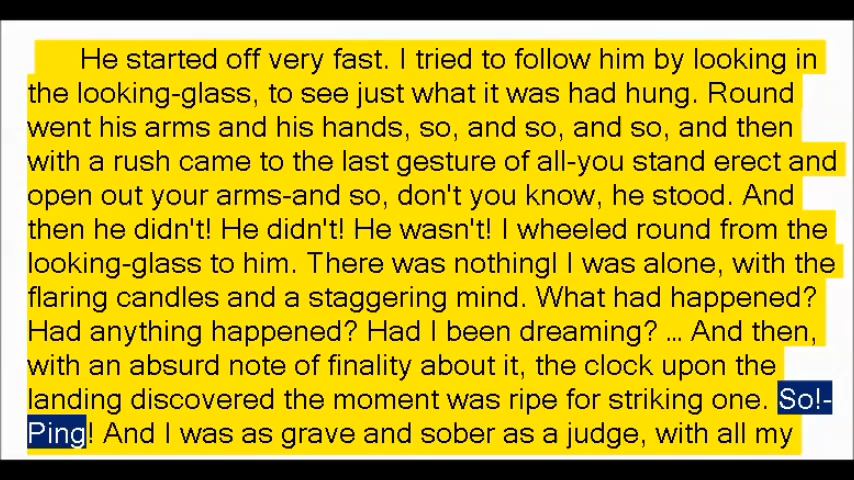 He started off very fast. I tried to follow him by looking in
the looking-glass, to see just what it was had hung. Round
went his arms and his hands, so, and so, and so, and then
with a rush came to the last gesture of all-you stand erect and
open out your arms-and so, don't you know, he stood. And
then he didn't! He didn't! He wasn't! I wheeled round from the
looking-glass to him. There was nothingl I was alone, with the
flaring candles and a staggering mind. What had happened?
Had anything happened? Had I been dreaming? ... And then,
with an absurd note of finality about it, the clock upon the
landing discovered the moment was ripe for striking one. So!-
Ping! And I was as grave and sober as a judge, with all my